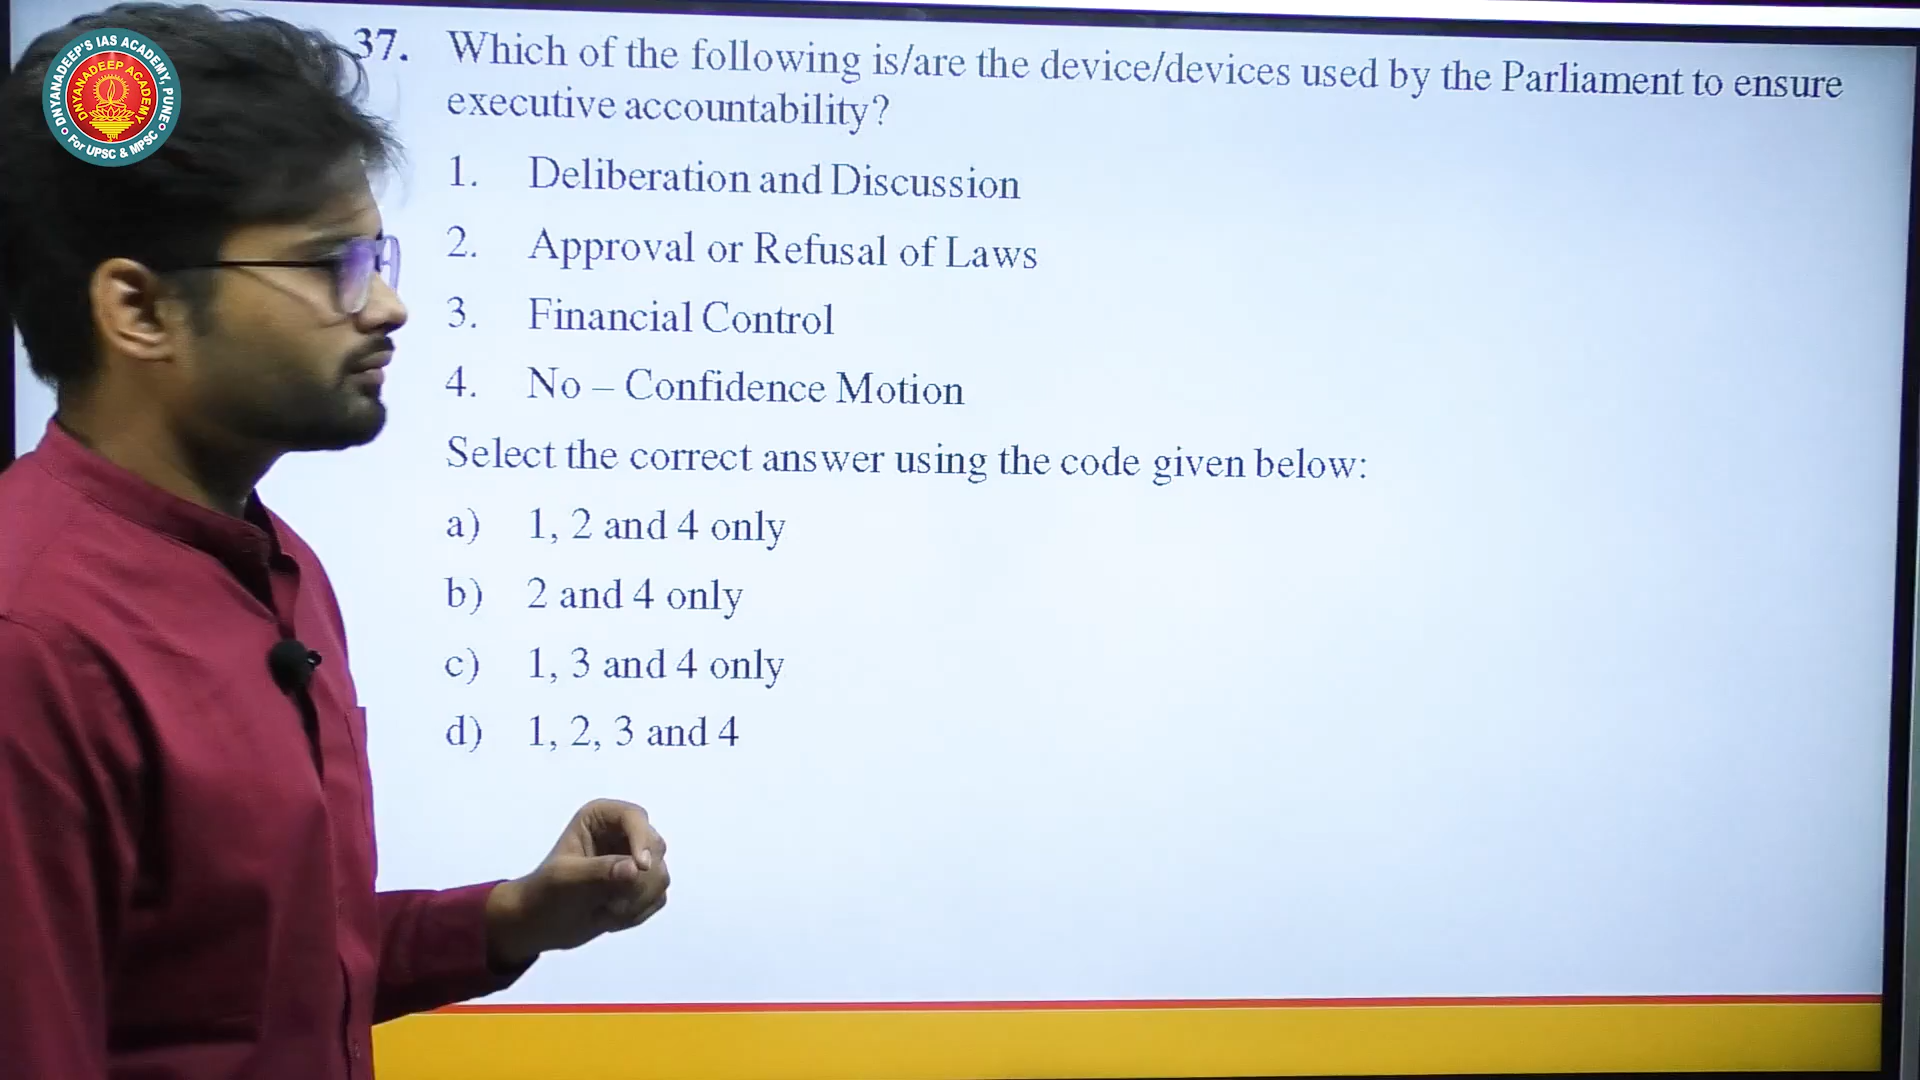 DNYANADEEP'S IAS ACADEMY, PUNE
DNYANADEEP ACADEMY
पुणे
For UPSC & MPSC
37. Which of the following is/are the device/devices used by the Parliament to ensure
executive accountability?
1. Deliberation and Discussion
2. Approval or Refusal of Laws
3. Financial Control
4. No – Confidence Motion
Select the correct answer using the code given below:
a) 1, 2 and 4 only
b) 2 and 4 only
c) 1, 3 and 4 only
d) 1, 2, 3 and 4